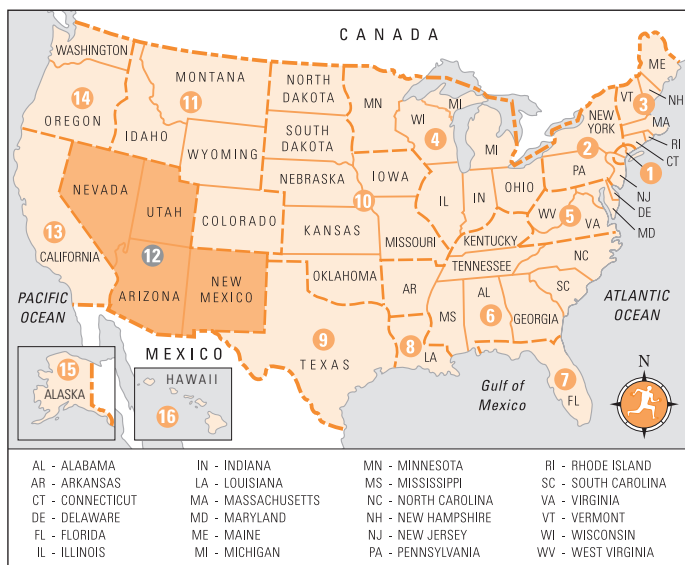 CANADA
WASHINGTON
MONTANA
NORTH
DAKOTA
MN
ME
14
OREGON
11
IDAHO
SOUTH
DAKOTA
WI
4
MI
MI
VT
3
NH
NEW
YORK
MA
2
RI
CT
1
WYOMING
NEBRASKA
IOWA
PA
NJ
DE
MD
NEVADA
UTAH
COLORADO
10
IL
IN
OHIO
WV
5
VA
13
CALIFORNIA
12
KANSAS
MISSOURI
KENTUCKY
ARIZONA
NEW
MEXICO
OKLAHOMA
AR
TENNESSEE
NC
SC
PACIFIC
OCEAN
ATLANTIC
OCEAN
MS
AL
6
GEORGIA
9
TEXAS
8
LA
7
FL
MEXICO
Gulf of
Mexico
N
15
ALASKA
HAWAII
16
AL - ALABAMA
AR - ARKANSAS
CT - CONNECTICUT
DE - DELAWARE
FL - FLORIDA
IL - ILLINOIS
IN - INDIANA
LA - LOUISIANA
MA - MASSACHUSETTS
MD - MARYLAND
ME - MAINE
MI - MICHIGAN
MN - MINNESOTA
MS - MISSISSIPPI
NC - NORTH CAROLINA
NH - NEW HAMPSHIRE
NJ - NEW JERSEY
PA - PENNSYLVANIA
RI - RHODE ISLAND
SC - SOUTH CAROLINA
VA - VIRGINIA
VT - VERMONT
WI - WISCONSIN
WV - WEST VIRGINIA